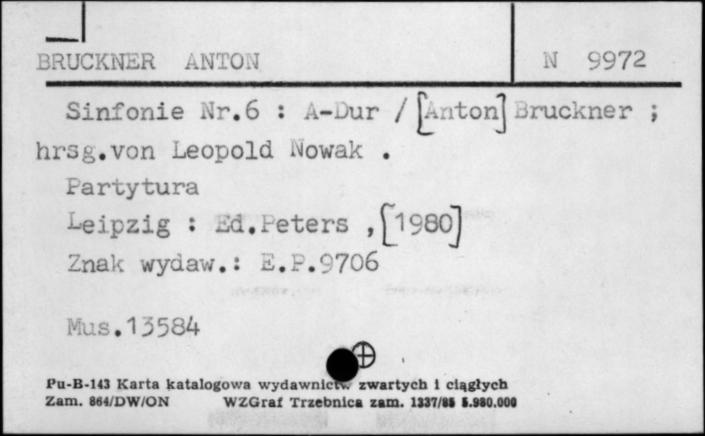 BRUCKNER ANTON N 9972
Sinfonie Nr.6 : A-Dur / [Anton] Bruckner ;
hrsg.von Leopold Nowak .
Partytura
Leipzig : Ed.Peters ,[1980]
Znak wydaw.: E.P.9706
Mus.13584
Pu-B-143 Karta katalogowa wydawnictw zwartych i ciągłych
Zam. 864/DW/ON WZGraf Trzebnica zam. 1337/85 5.980.000